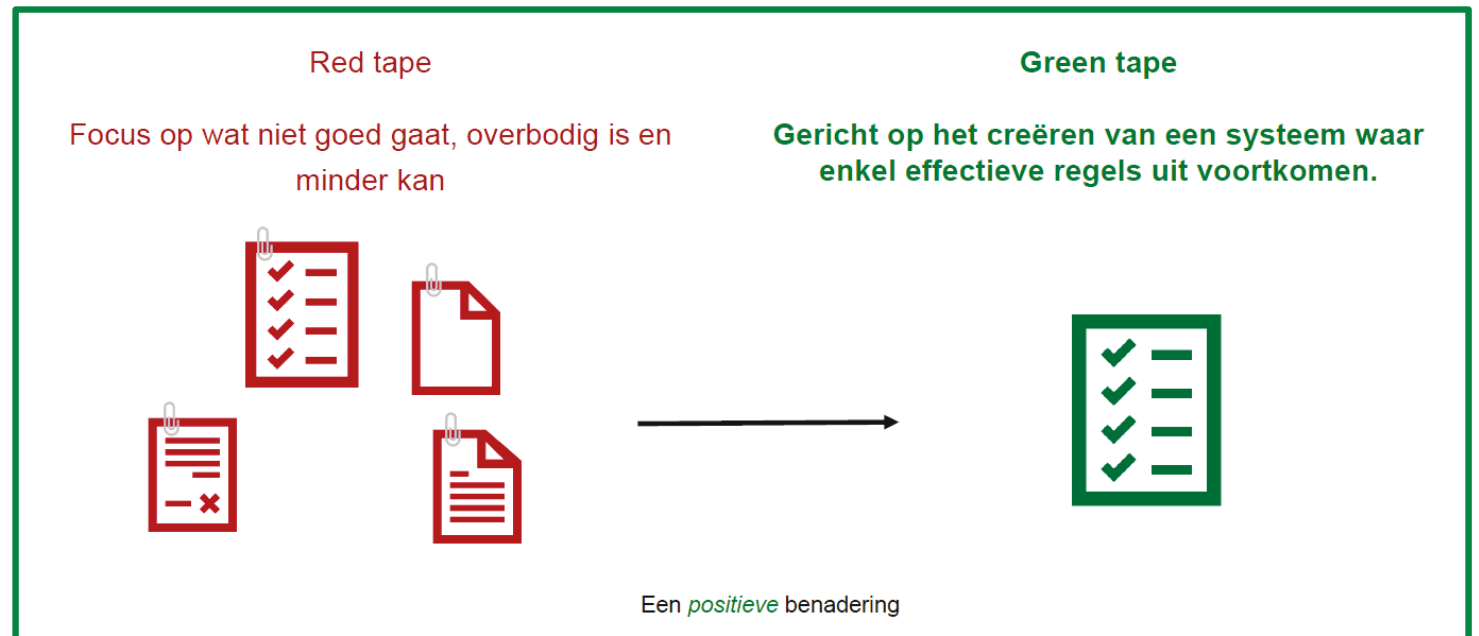 Red tape
Focus op wat niet goed gaat, overbodig is en
minder kan
Green tape
Gericht op het creëren van een systeem waar
enkel effectieve regels uit voortkomen.
Een positieve benadering